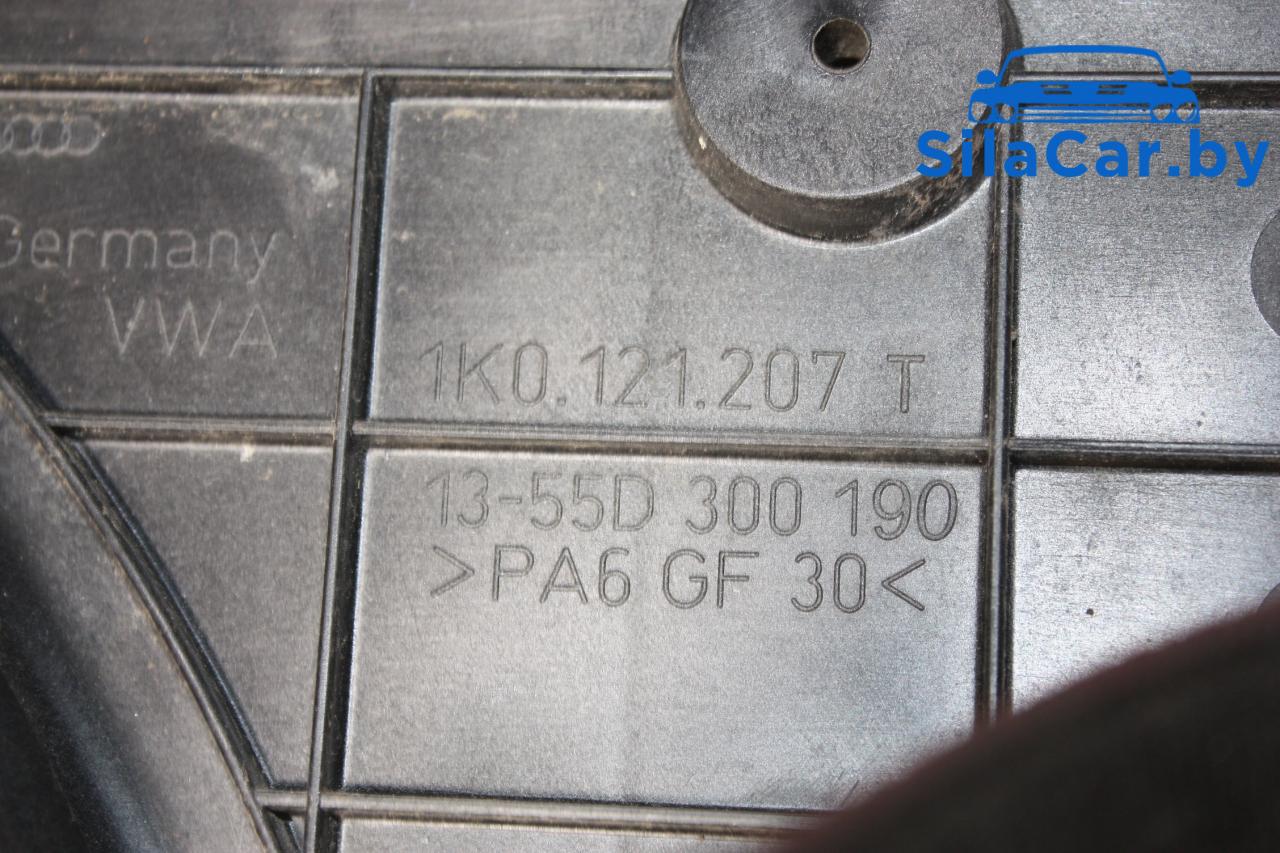 SilaCar.by
Germany
VWA
1K0.121.207 T
13-55D 300 190
>PA6 GF 30<